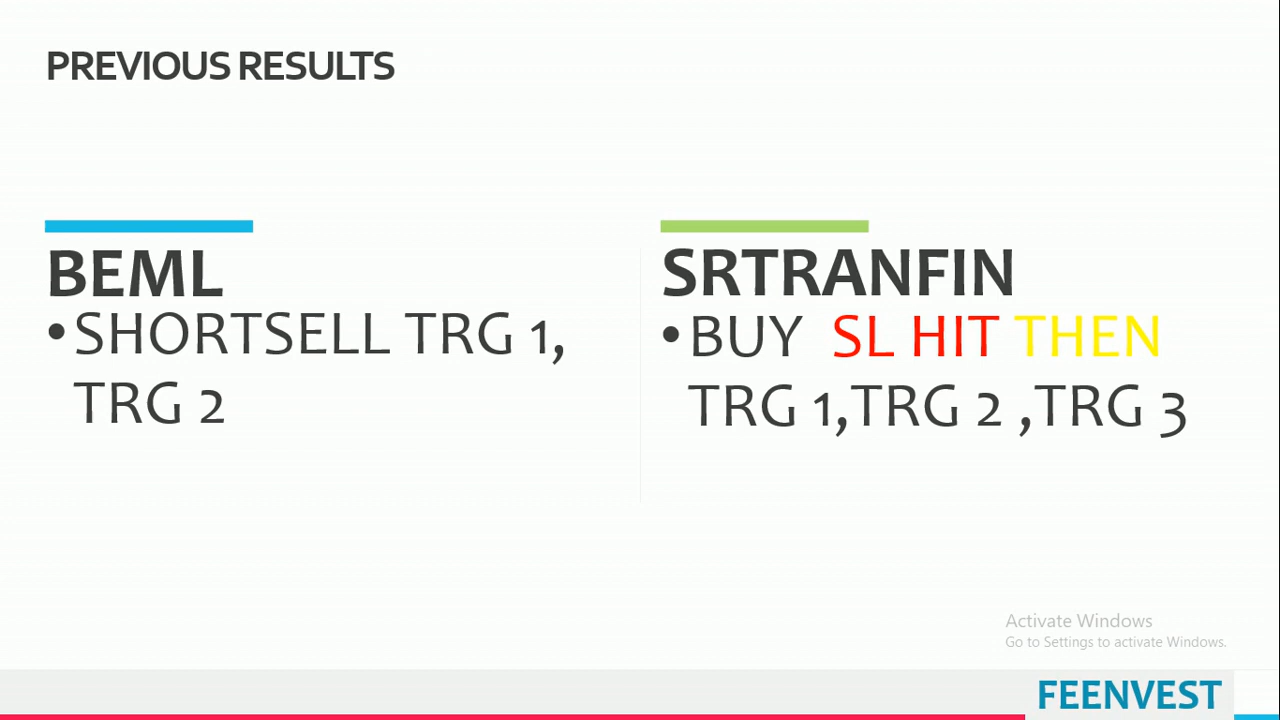 PREVIOUS RESULTS
BEML
•SHORTSELL TRG 1,
TRG 2
SRTRANFIN
•BUY SL HIT THEN
TRG 1,TRG 2 ,TRG 3
Activate Windows
Go to Settings to activate Windows.
FEENVEST